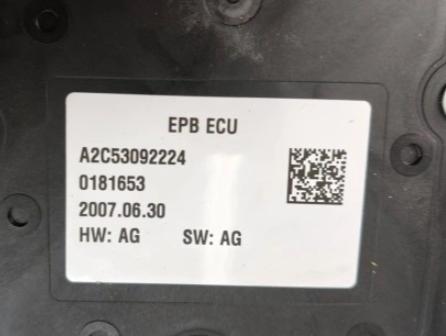 EPB ECU
A2C53092224
0181653
2007.06.30
HW: AG SW: AG